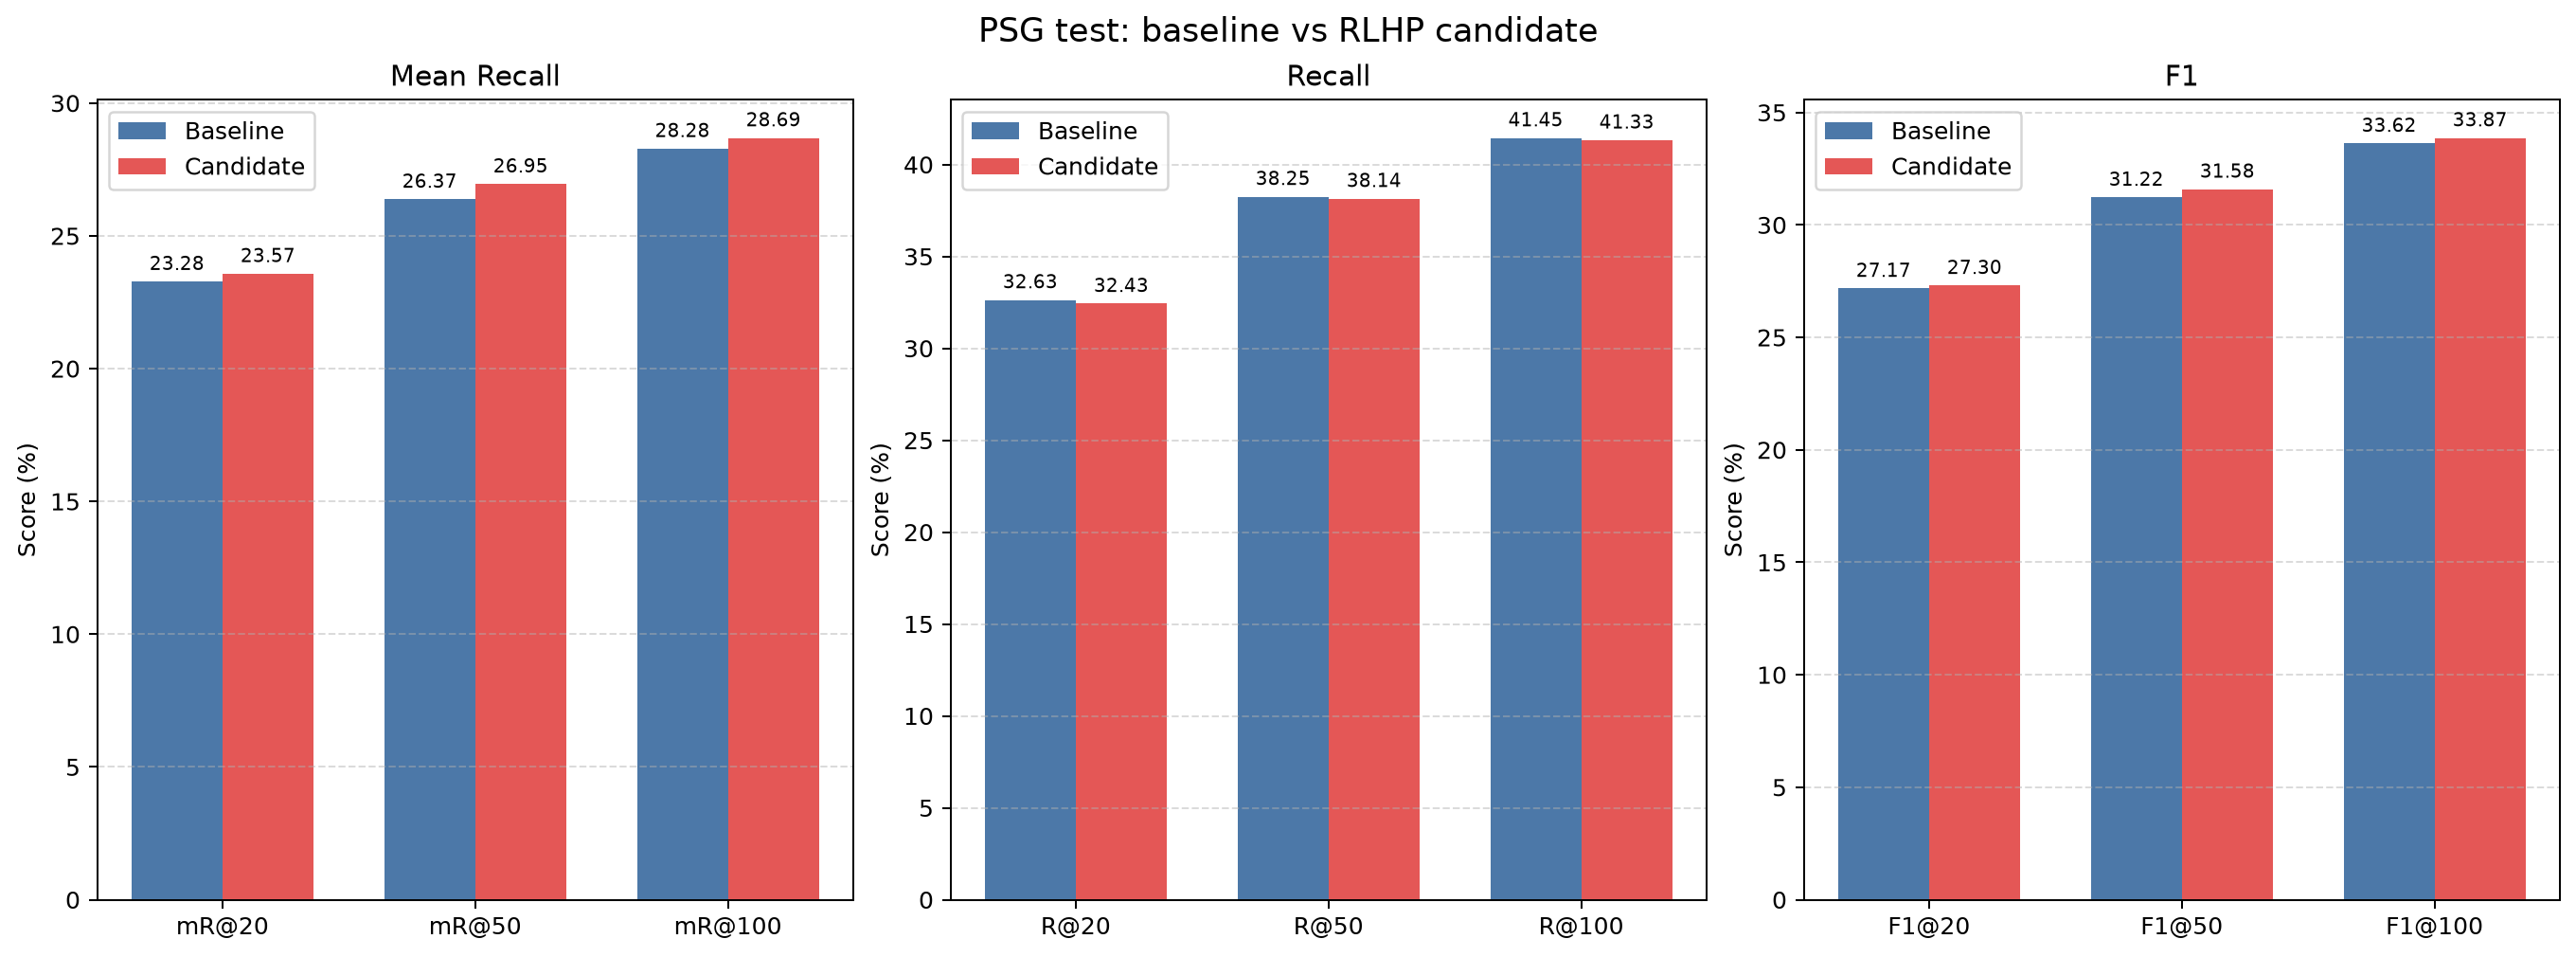 PSG test: baseline vs RLHP candidate
Mean Recall
30
25
20
15
10
5
0
Score (%)
Baseline
Candidate
23.28
23.57
26.37
26.95
28.28
28.69
mR@20
mR@50
mR@100
Recall
40
35
30
25
20
15
10
5
0
Score (%)
Baseline
Candidate
32.63
32.43
38.25
38.14
41.45
41.33
R@20
R@50
R@100
F1
35
30
25
20
15
10
5
0
Score (%)
Baseline
Candidate
27.17
27.30
31.22
31.58
33.62
33.87
F1@20
F1@50
F1@100